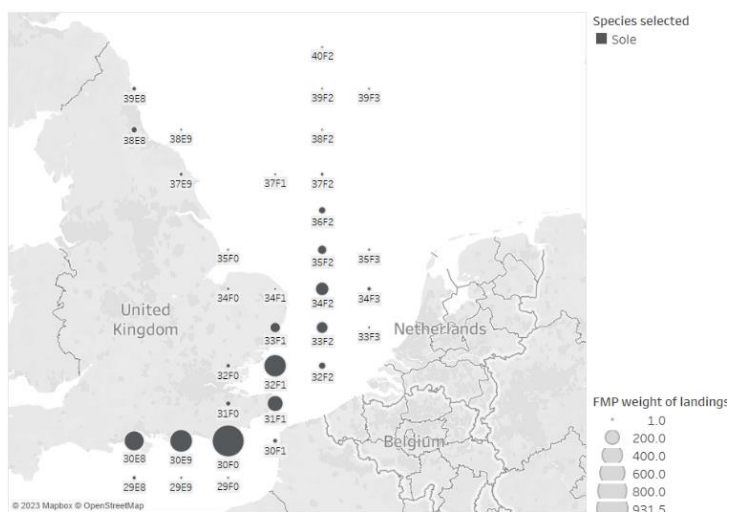 Species selected
Sole
40F2
39E8
39F2
39F3
38E8
38E9
38F2
37E9
37F1
37F2
36F2
35F0
35F2
35F3
34F0
34F1
34F2
34F3
United
Kingdom
33F1
33F2
33F3
Netherlands
32F0
32F1
32F2
31F0
31F1
30E8
30E9
30F0
30F1
Belgium
29E8
29E9
29F0
FMP weight of landings
1.0
200.0
400.0
600.0
800.0
931.5
© 2023 Mapbox © OpenStreetMap